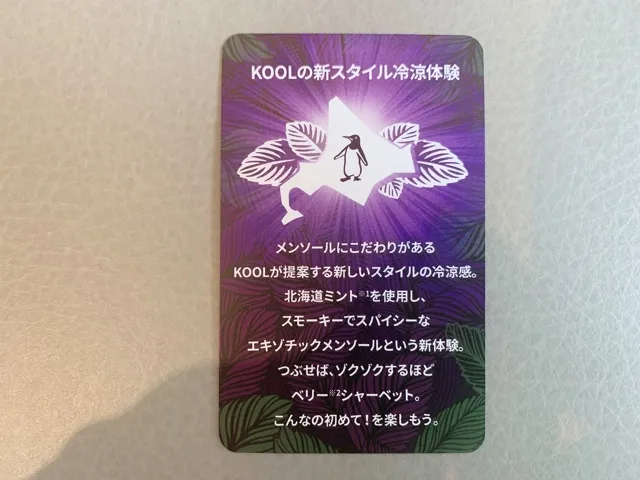 KOOLの新スタイル冷涼体験
メンソールにこだわりがある
KOOLが提案する新しいスタイルの冷涼感。
北海道ミント※1を使用し、
スモーキーでスパイシーな
エキゾチックメンソールという新体験。
つぶせば、ゾクゾクするほど
ベリー※2シャーベット。
こんなの初めて!を楽しもう。